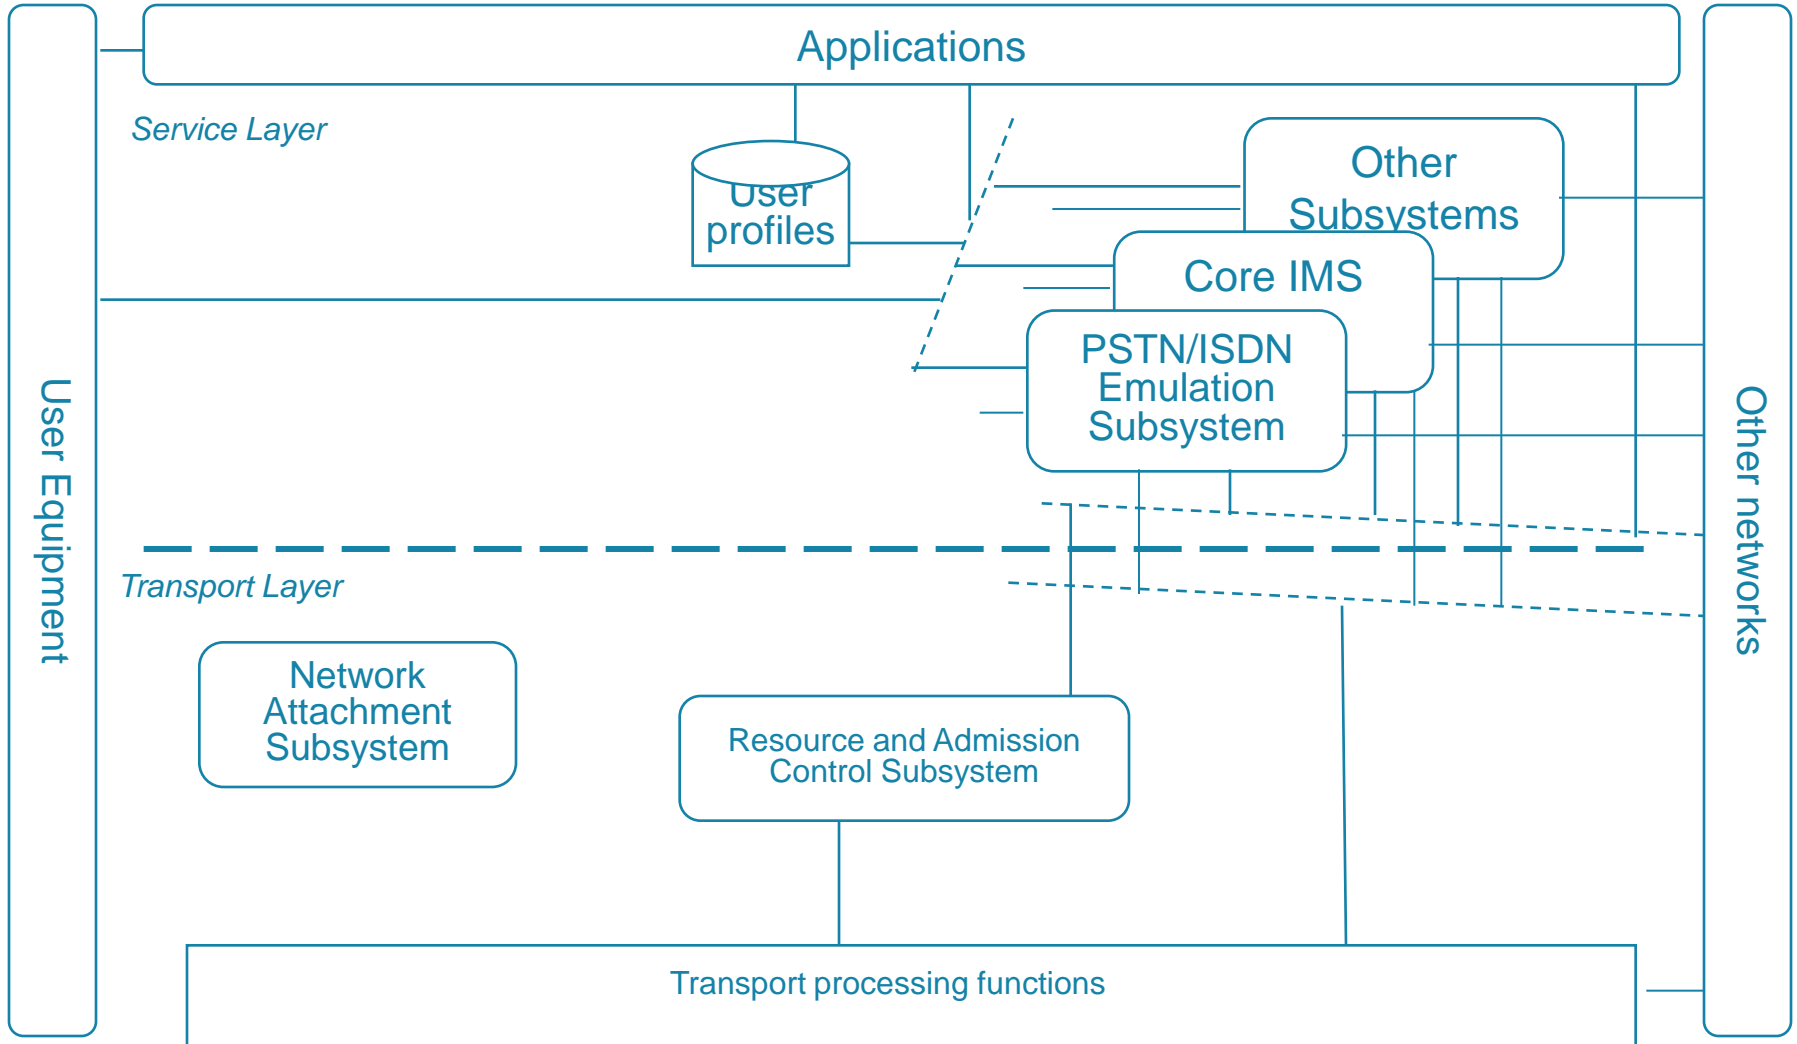 Applications
Service Layer
User
profiles
Other
Subsystems
Core IMS
PSTN/ISDN
Emulation
Subsystem
User Equipment
Other networks
Transport Layer
Network
Attachment
Subsystem
Resource and Admission
Control Subsystem
Transport processing functions